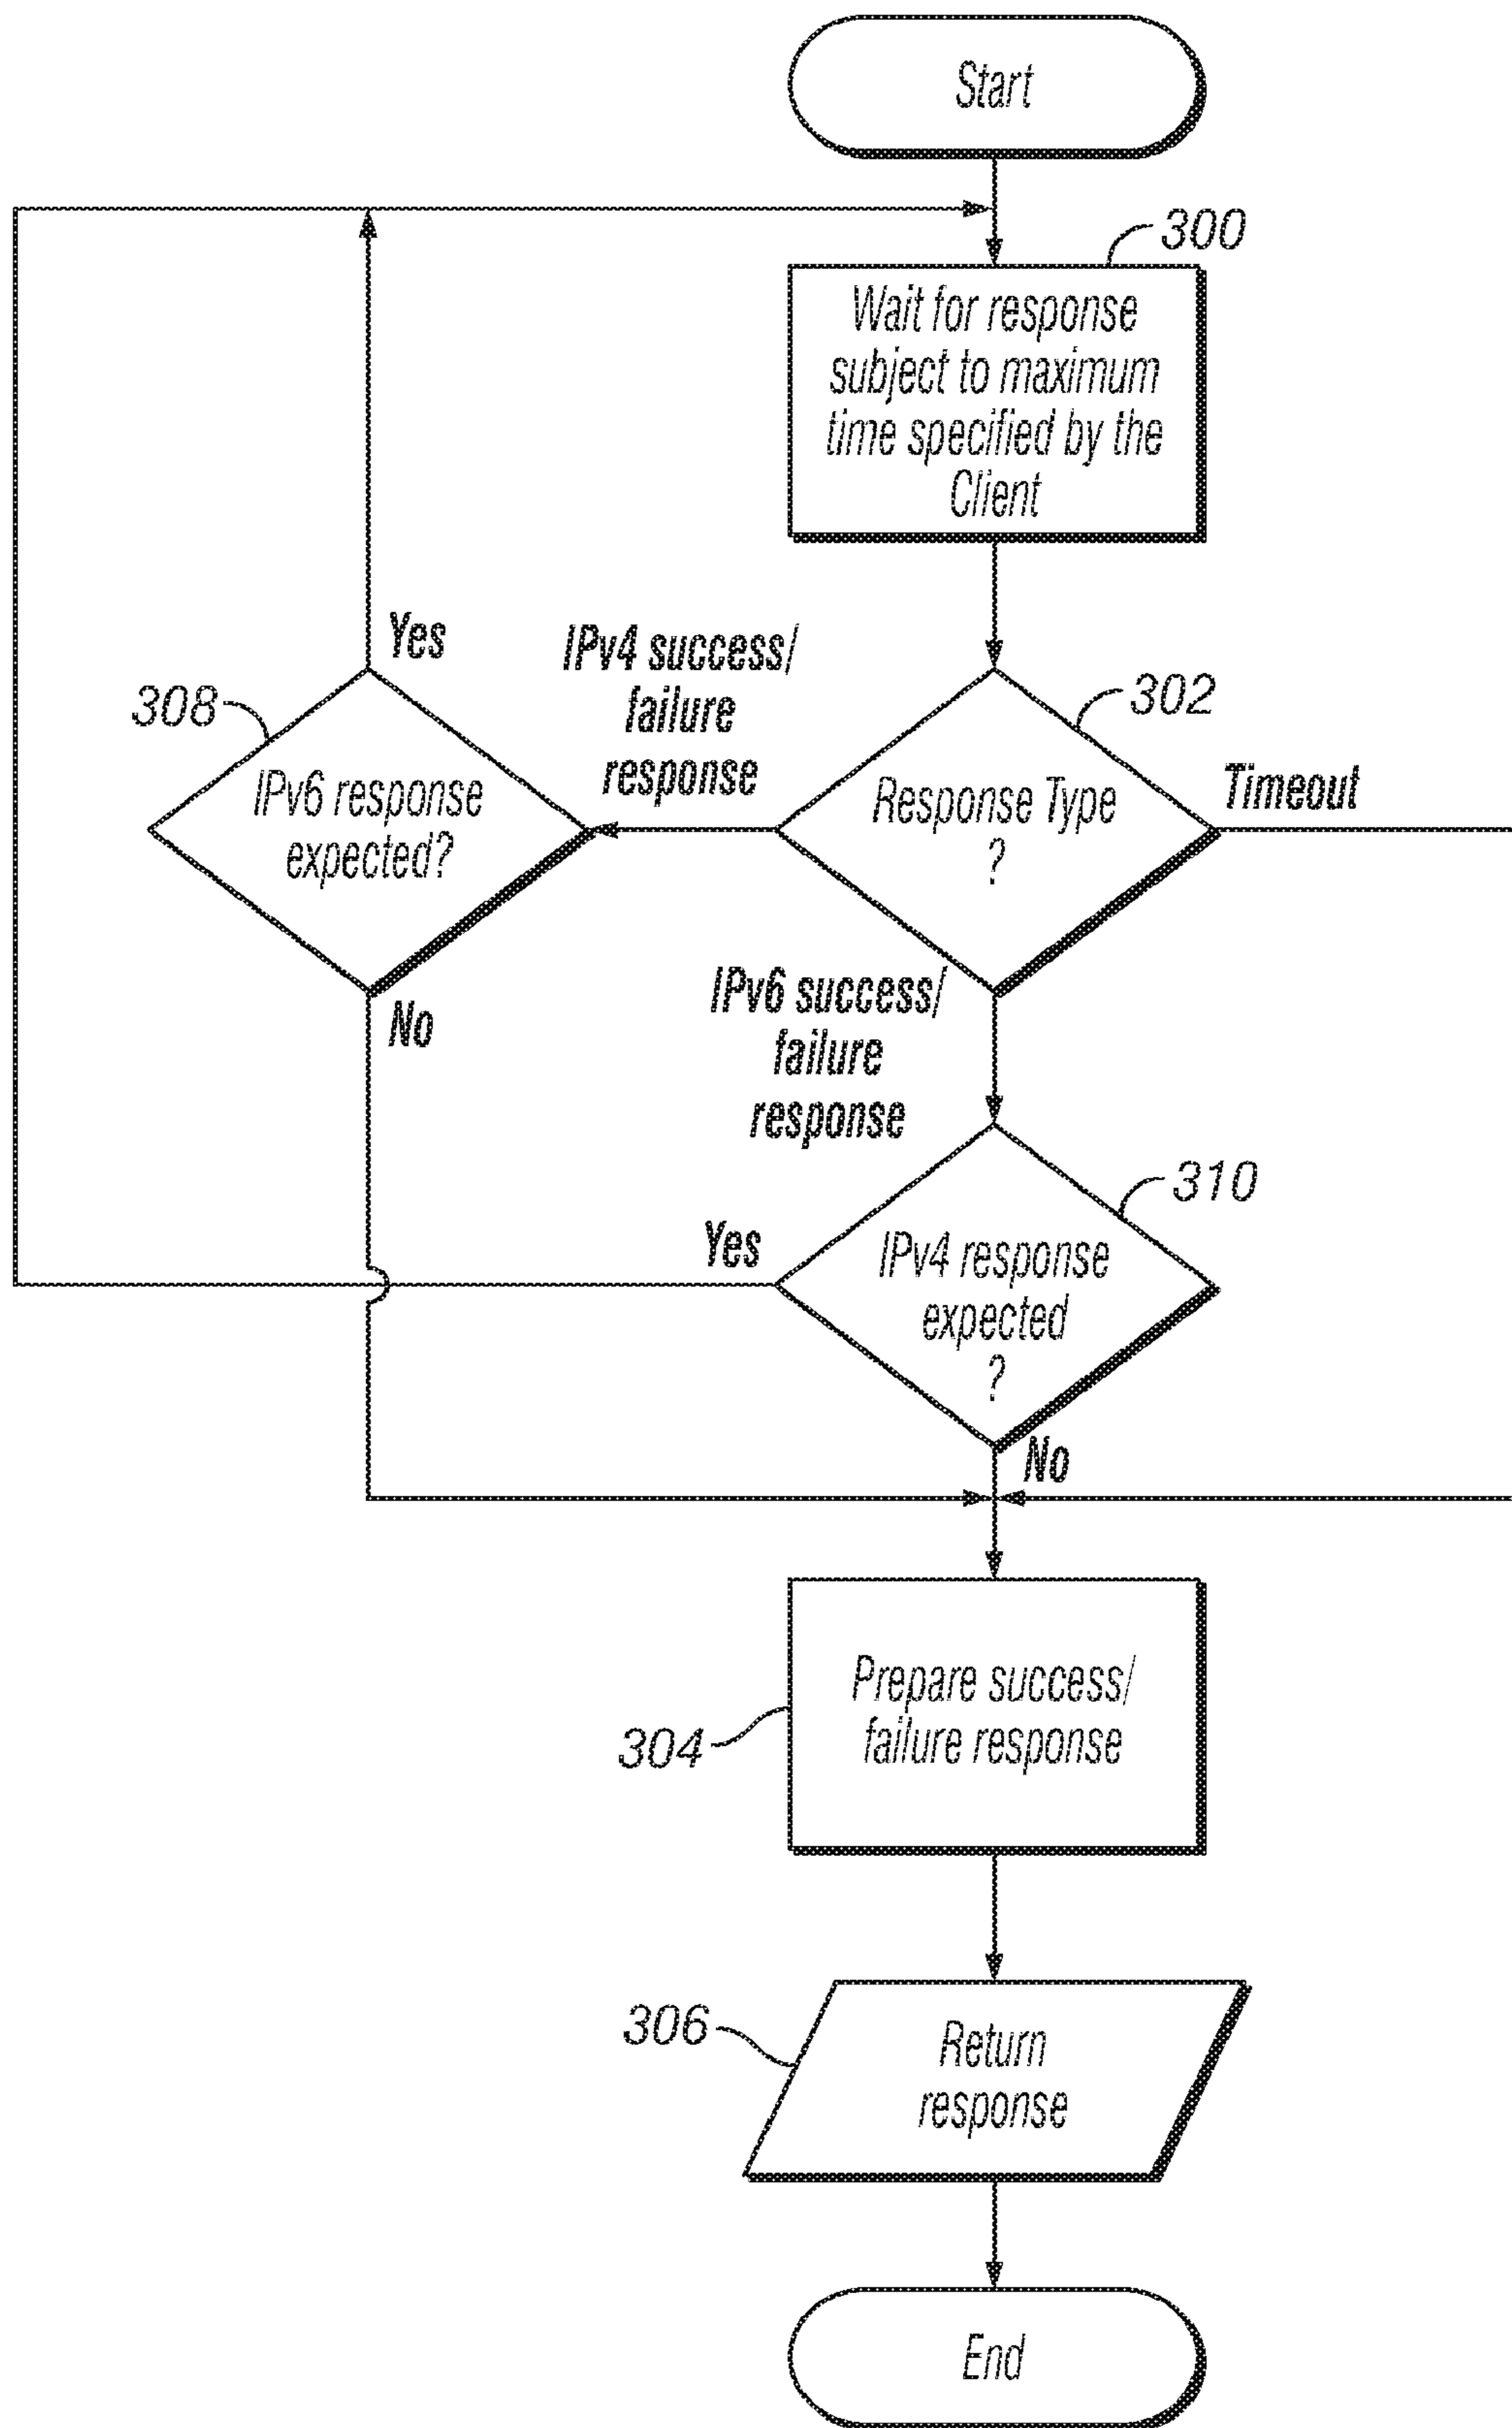 Start
300
Wait for response
subject to maximum
time specified by the
Client
Yes
IPv4 success/
failure
response
308
302
IPv6 response
expected?
Response Type
?
Timeout
No
IPv6 success/
failure
response
310
Yes
IPv4 response
expected
?
No
Prepare success/
failure response
304
306
Return
response
End